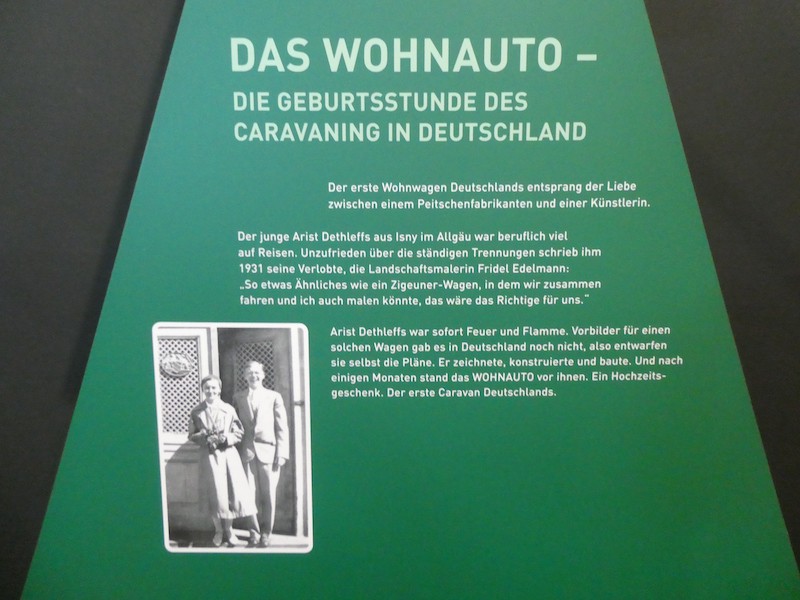 DAS WOHNAUTO –
DIE GEBURTSSTUNDE DES
CARAVANING IN DEUTSCHLAND
Der erste Wohnwagen Deutschlands entsprang der Liebe
zwischen einem Peitschenfabrikanten und einer Künstlerin.
Der junge Arist Dethleffs aus Isny im Allgäu war beruflich viel
auf Reisen. Unzufrieden über die ständigen Trennungen schrieb ihm
1931 seine Verlobte, die Landschaftsmalerin Fridel Edelmann:
„So etwas Ähnliches wie ein Zigeuner-Wagen, in dem wir zusammen
fahren und ich auch malen könnte, das wäre das Richtige für uns."
Arist Dethleffs war sofort Feuer und Flamme. Vorbilder für einen
solchen Wagen gab es in Deutschland noch nicht, also entwarfen
sie selbst die Pläne. Er zeichnete, konstruierte und baute. Und nach
einigen Monaten stand das WOHNAUTO vor ihnen. Ein Hochzeits-
geschenk. Der erste Caravan Deutschlands.